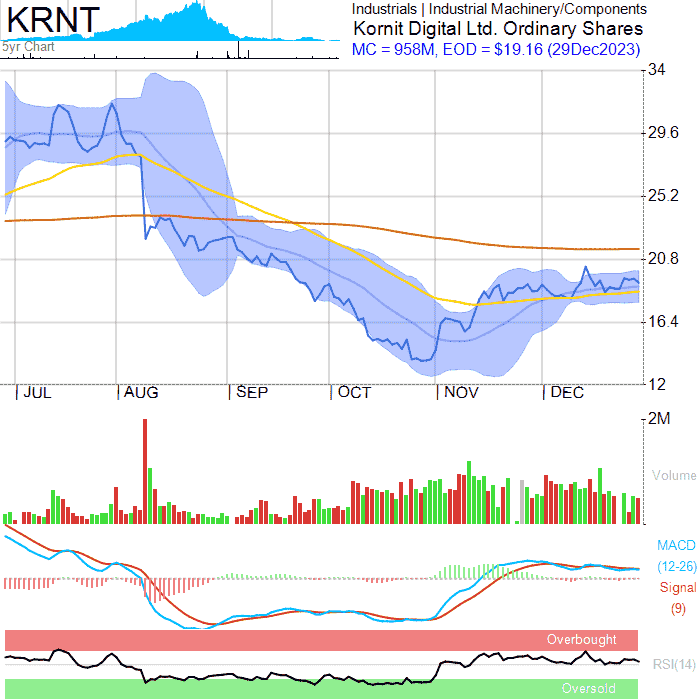 KRNT
5yr Chart
Industrials | Industrial Machinery/Components
Kornit Digital Ltd. Ordinary Shares
MC = 958M, EOD = $19.16 (29Dec2023)
34
29.6
25.2
20.8
16.4
12
JUL AUG SEP OCT NOV DEC
2M
Volume
MACD
(12-26)
Signal
(9)
Overbought
RSI(14)
Oversold